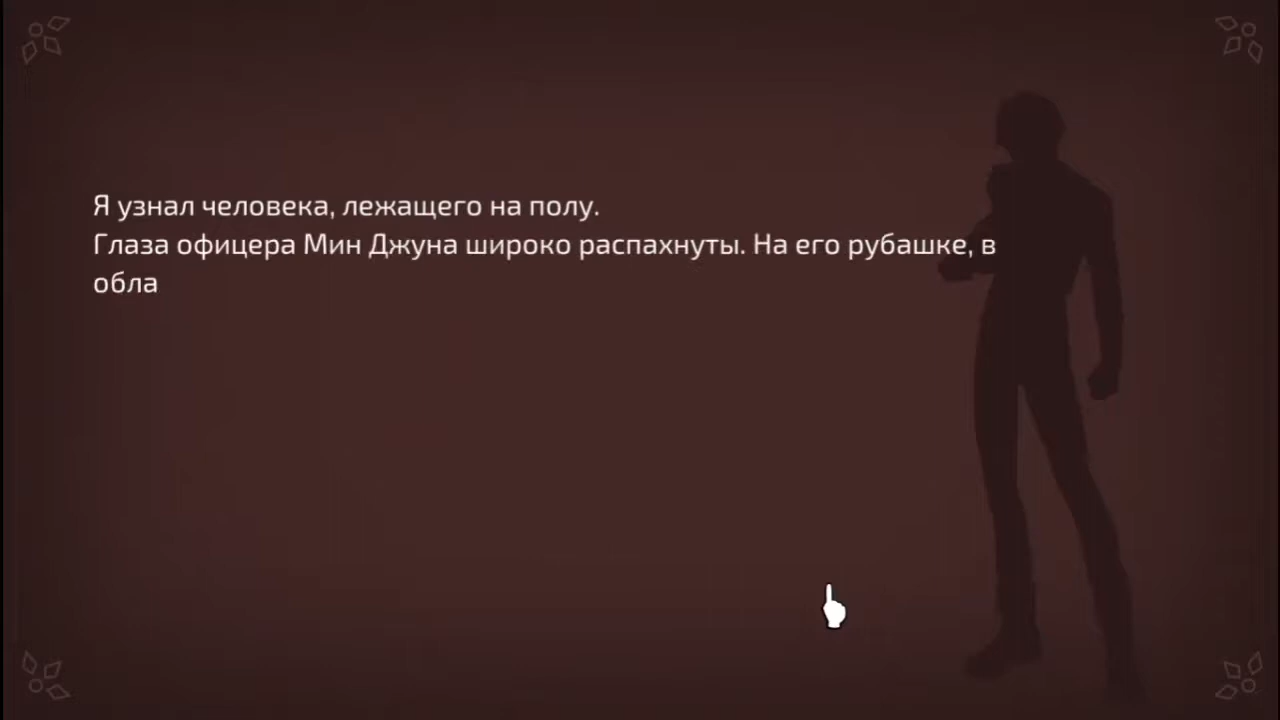 Я узнал человека, лежащего на полу.
Глаза офицера Мин Джуна широко распахнуты. На его рубашке, в
обла